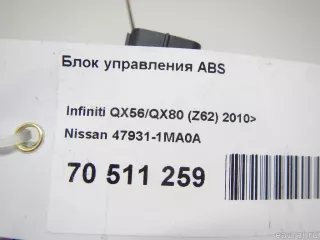 Блок управления ABS
Infiniti QX56/QX80 (Z62) 2010>
Nissan 47931-1MA0A
70 511 259